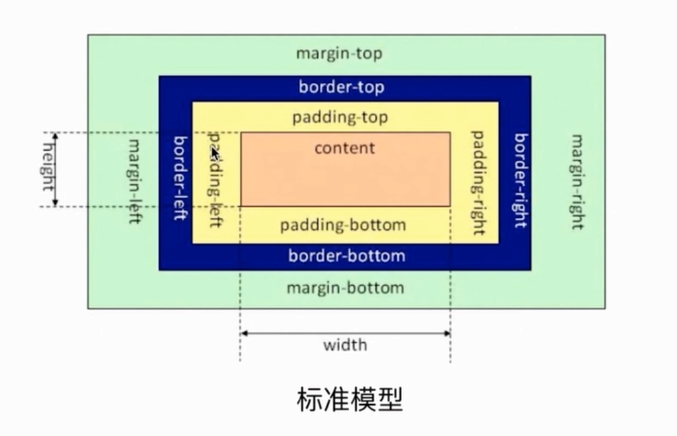 margin-top
border-top
padding-top
content
height
margin-left
border-left
padding-left
padding-right
border-right
margin-right
padding-bottom
border-bottom
margin-bottom
width
标准模型